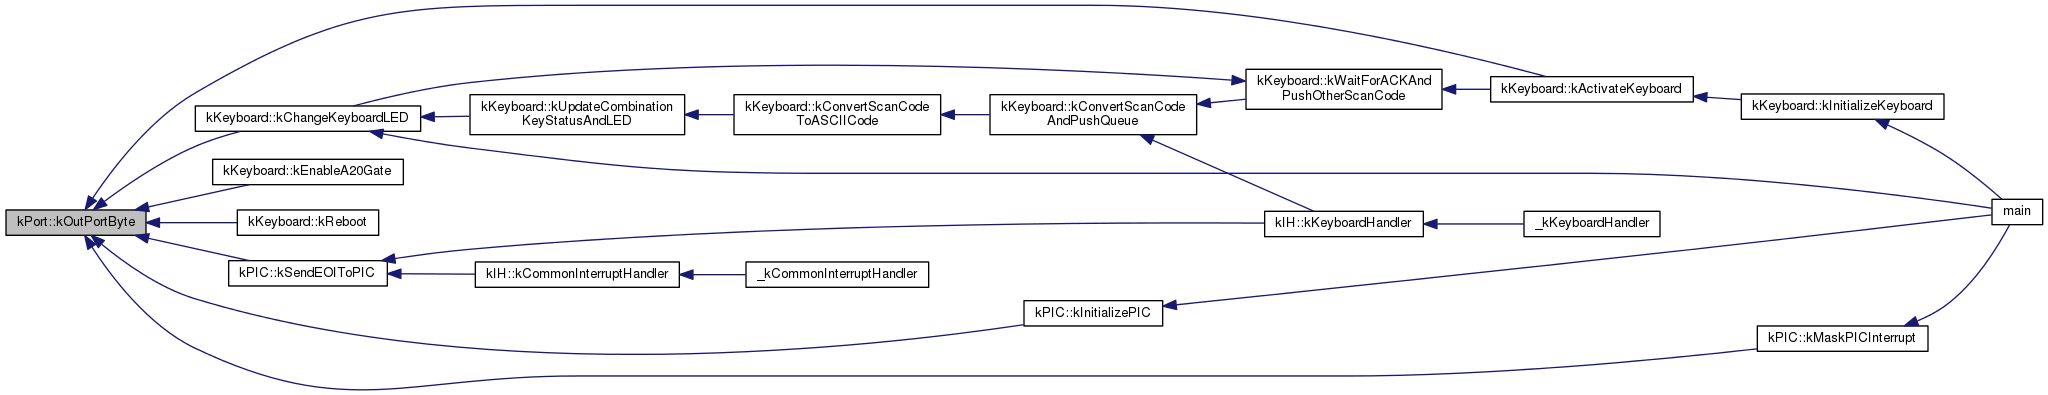 kPort::kOutPortByte
kKeyboard::kChangeKeyboardLED
kKeyboard::kEnableA20Gate
kKeyboard::kReboot
kPIC::kSendEOIToPIC
kKeyboard::kUpdateCombination
KeyStatusAndLED
kIH::kCommonInterruptHandler
kKeyboard::kConvertScanCode
ToASCIICode
_kCommonInterruptHandler
kKeyboard::kConvertScanCode
AndPushQueue
kPIC::kInitializePIC
kKeyboard::kWaitForACKAnd
PushOtherScanCode
kIH::kKeyboardHandler
kKeyboard::kActivateKeyboard
_kKeyboardHandler
kKeyboard::kInitializeKeyboard
kPIC::kMaskPICInterrupt
main